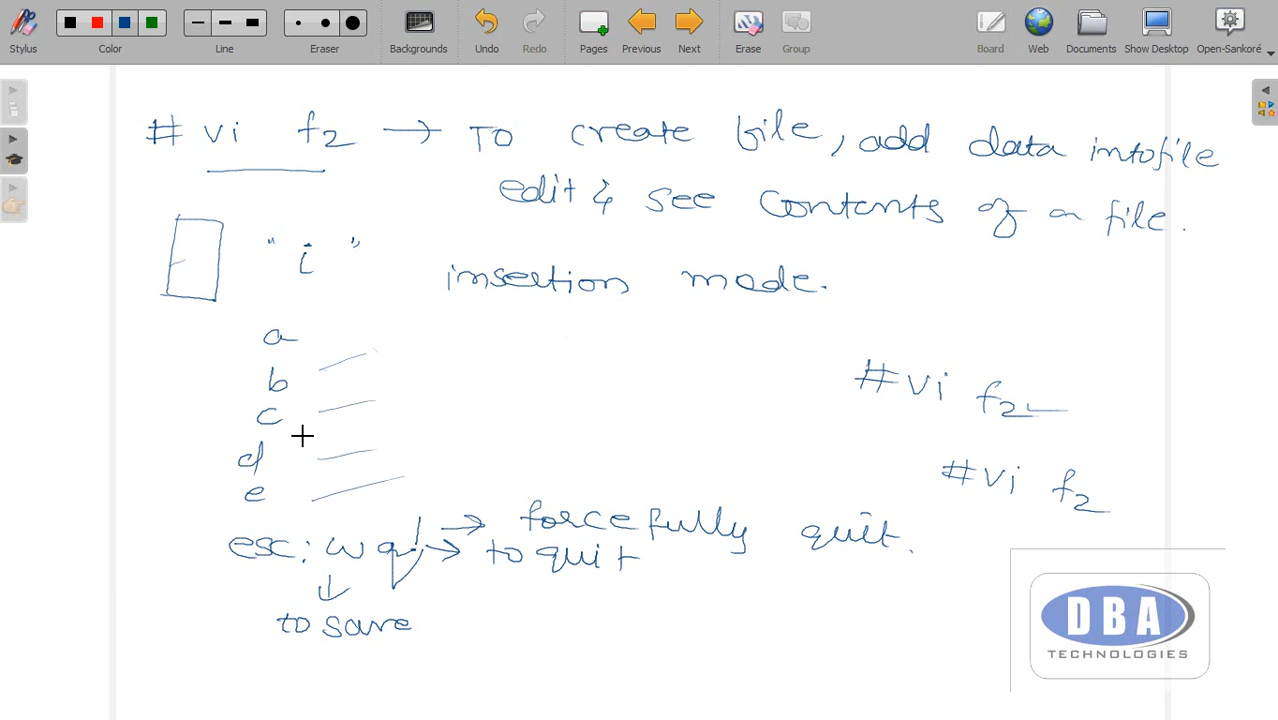 Stylus Color Line Eraser Backgrounds Undo Redo Pages Previous Next Erase Group Board Web Documents Show Desktop Open-Sankoré
# vi f2 → To create file, add data into file
edit & see contents of a file.
"i" insertion mode.
a
b
# vi f2
c
d
# vi f2
e
! → forcefully quit.
esc: wq → to quit
to save
DBA
TECHNOLOGIES